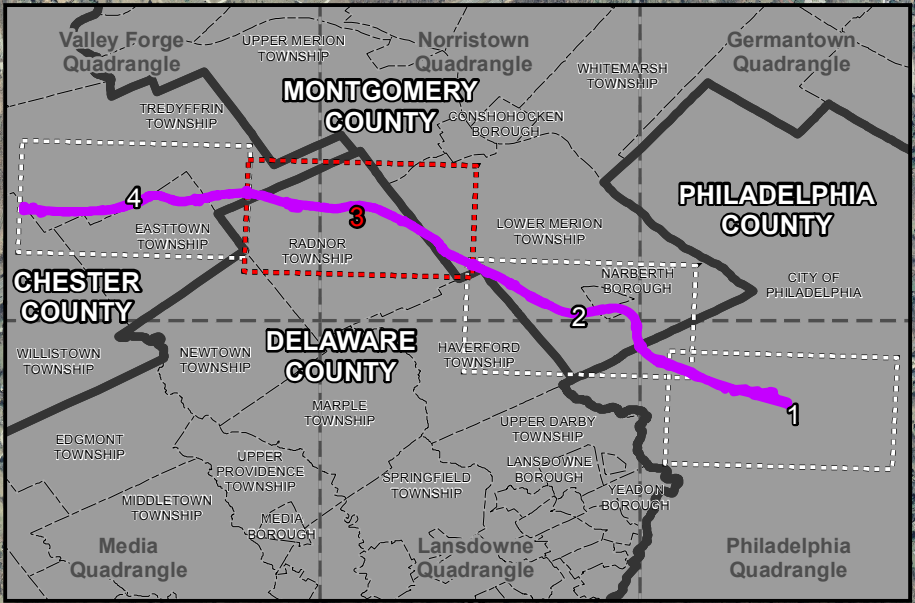 Valley Forge
Quadrangle
UPPER MERION
TOWNSHIP
Norristown
Quadrangle
Germantown
Quadrangle
WHITEMARSH
TOWNSHIP
TREDYFFRIN
TOWNSHIP
MONTGOMERY
COUNTY
CONSHOHOCKEN
BOROUGH
4
3
PHILADELPHIA
COUNTY
EASTTOWN
TOWNSHIP
RADNOR
TOWNSHIP
LOWER MERION
TOWNSHIP
CHESTER
COUNTY
NARBERTH
BOROUGH
CITY OF
PHILADELPHIA
2
WILLISTOWN
TOWNSHIP
NEWTOWN
TOWNSHIP
DELAWARE
COUNTY
HAVERFORD
TOWNSHIP
1
MARPLE
TOWNSHIP
UPPER DARBY
TOWNSHIP
EDGMONT
TOWNSHIP
UPPER
PROVIDENCE
TOWNSHIP
SPRINGFIELD
TOWNSHIP
LANSDOWNE
BOROUGH
YEADON
BOROUGH
MIDDLETOWN
TOWNSHIP
MEDIA
BOROUGH
Media
Quadrangle
Lansdowne
Quadrangle
Philadelphia
Quadrangle